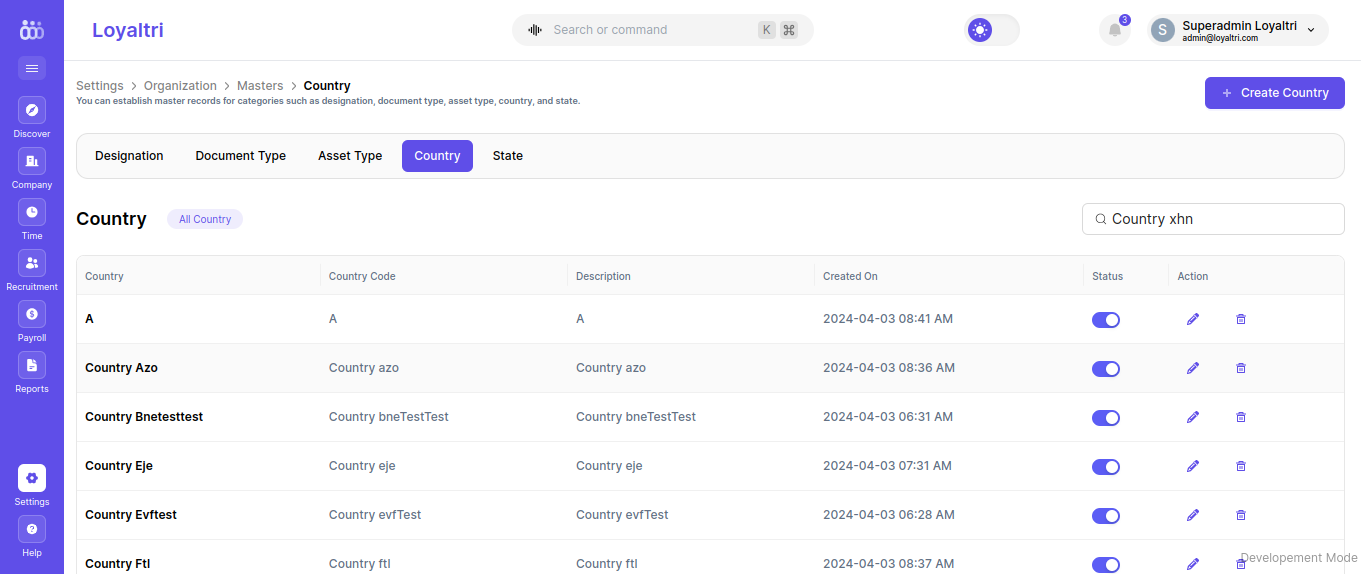 Loyaltri
Search or command K ⌘
3
S
Superadmin Loyaltri
admin@loyaltri.com
Discover
Company
Time
Recruitment
Payroll
Reports
Settings
Help
Settings > Organization > Masters > Country
You can establish master records for categories such as designation, document type, asset type, country, and state.
+ Create Country
Designation Document Type Asset Type Country State
Country All Country
Country xhn
Country Country Code Description Created On Status Action
A A A 2024-04-03 08:41 AM
Country Azo Country azo Country azo 2024-04-03 08:36 AM
Country Bnetesttest Country bneTestTest Country bneTestTest 2024-04-03 06:31 AM
Country Eje Country eje Country eje 2024-04-03 07:31 AM
Country Evftest Country evfTest Country evfTest 2024-04-03 06:28 AM
Country Ftl Country ftl Country ftl 2024-04-03 08:37 AM
Developement Mode